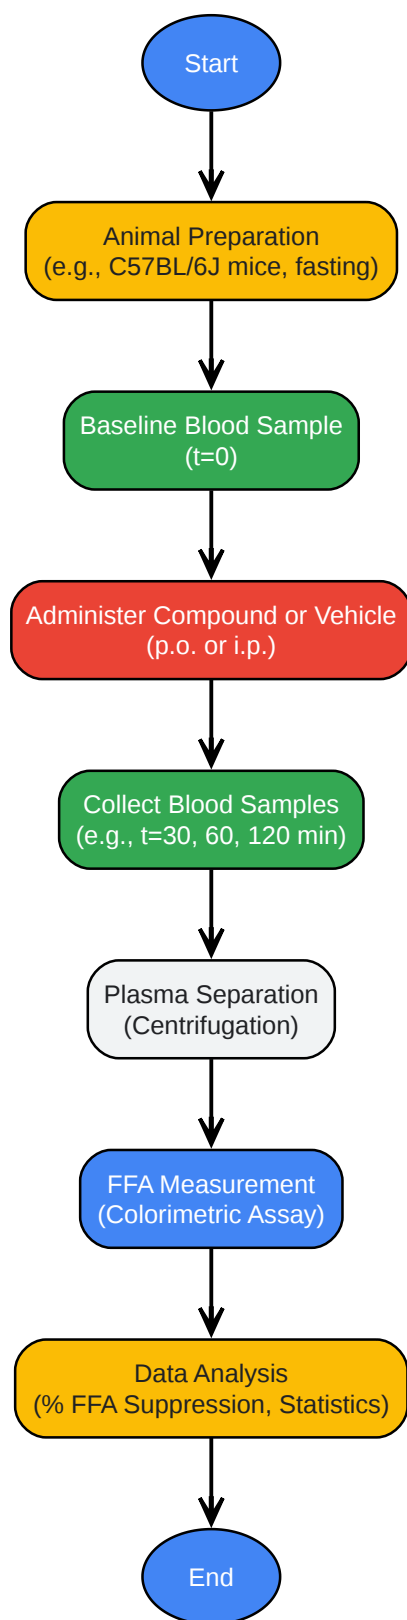 Start
Animal Preparation
(e.g., C57BL/6J mice, fasting)
Baseline Blood Sample
(t=0)
Administer Compound or Vehicle
(p.o. or i.p.)
Collect Blood Samples
(e.g., t=30, 60, 120 min)
Plasma Separation
(Centrifugation)
FFA Measurement
(Colorimetric Assay)
Data Analysis
(% FFA Suppression, Statistics)
End